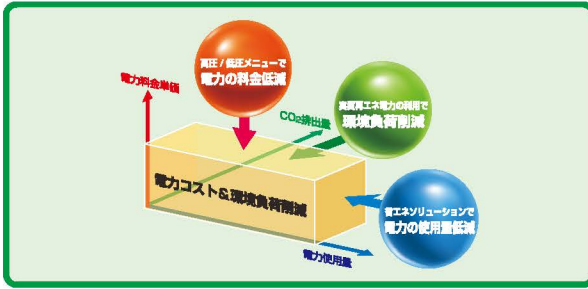 高圧/低圧メニューで
電力の料金低減
電力料金単価
CO2排出量
実質再エネ電力の利用で
環境負荷削減
電力コスト&環境負荷削減
省エネソリューションで
電力の使用量低減
電力使用量